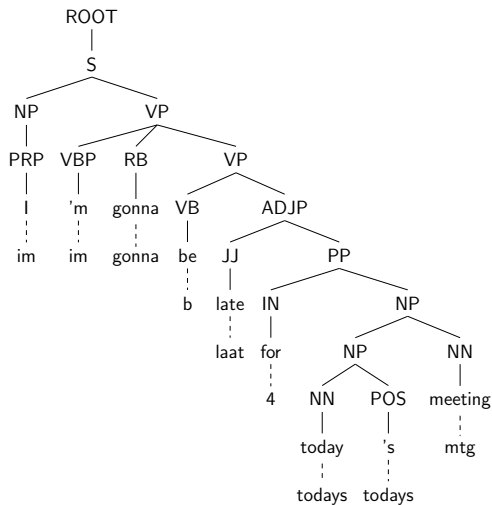 ROOT
S
NP VP
PRP VBP RB VP
I 'm gonna VB ADJP
im im gonna be JJ PP
b late IN NP
laat for NP NN
4 NN POS meeting
today 's mtg
todays todays